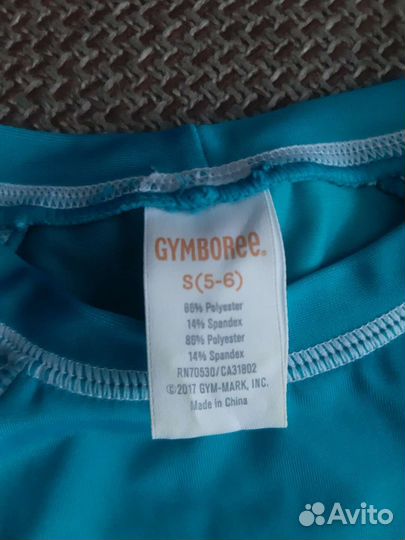 GYMBORee®
S(5-6)
86% Polyester
14% Spandex
86% Polyester
14% Spandex
RN70530/CA31802
©2017 GYM-MARK, INC.
Made in China
Avito